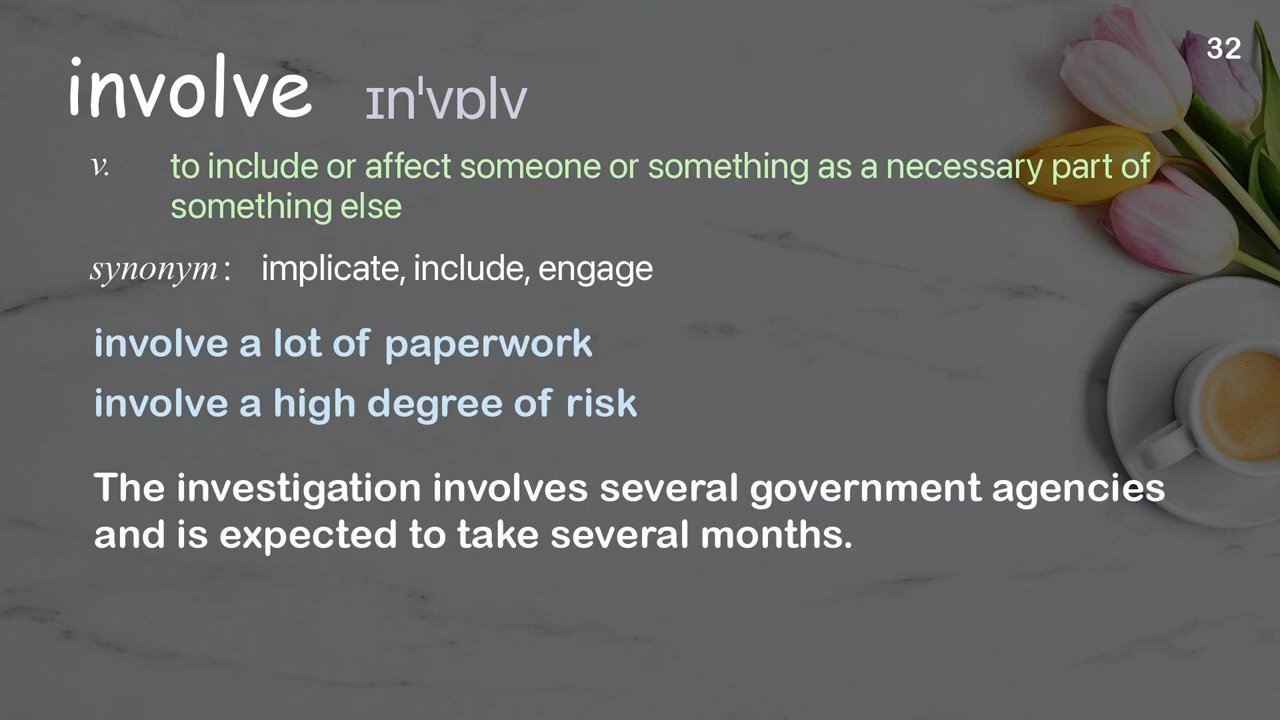 32
involve ɪnˈvɒlv
v. to include or affect someone or something as a necessary part of
something else
synonym: implicate, include, engage
involve a lot of paperwork
involve a high degree of risk
The investigation involves several government agencies
and is expected to take several months.